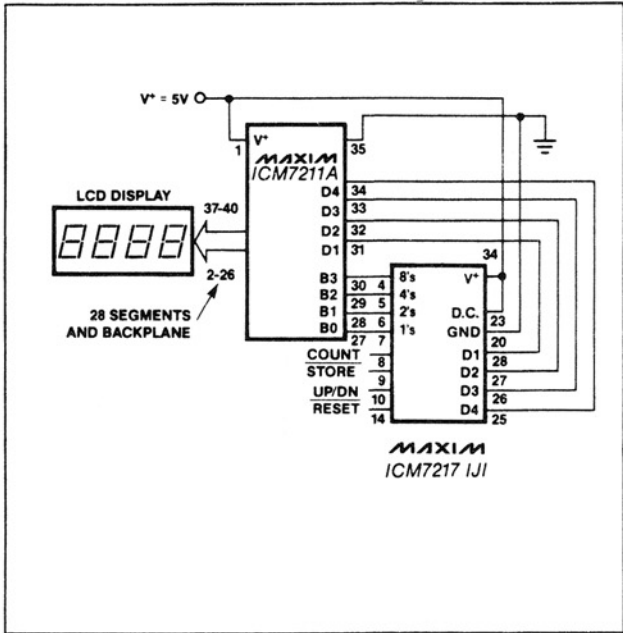 V+ = 5V
1
V+
35
MAXIM
ICM7211A
LCD DISPLAY
37-40
8888
2-26
28 SEGMENTS
AND BACKPLANE
D4
34
D3
33
D2
32
D1
31
B3
30
B2
29
B1
28
B0
27
4
5
6
7
8's
4's
2's
1's
34
V+
D.C.
23
GND
20
D1
28
D2
27
D3
26
D4
25
COUNT
8
STORE
9
UP/DN
10
RESET
14
MAXIM
ICM7217 IJI